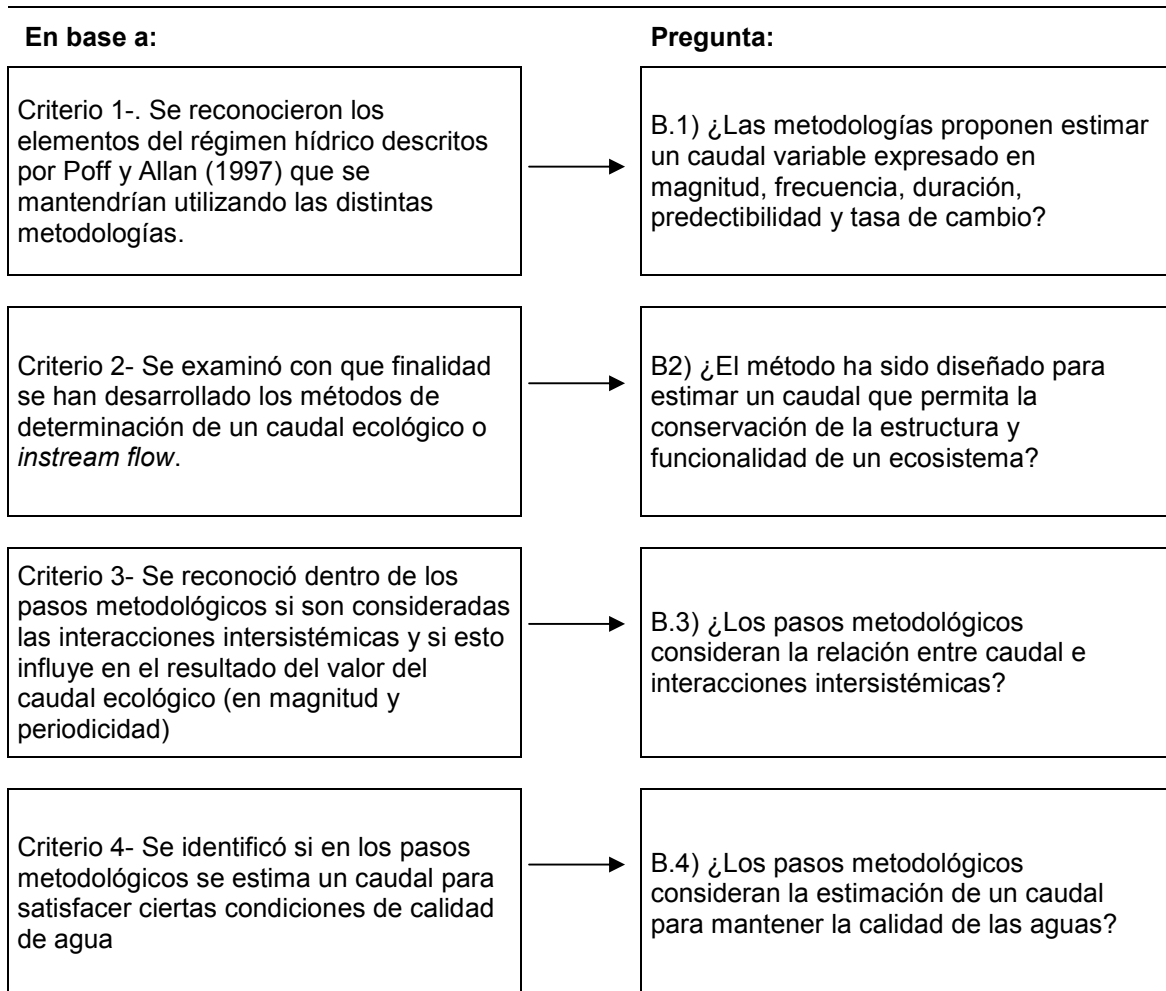 En base a:
Pregunta:
Criterio 1-. Se reconocieron los
elementos del régimen hídrico descritos
por Poff y Allan (1997) que se
mantendrían utilizando las distintas
metodologías.
B.1) ¿Las metodologías proponen estimar
un caudal variable expresado en
magnitud, frecuencia, duración,
predectibilidad y tasa de cambio?
Criterio 2- Se examinó con que finalidad
se han desarrollado los métodos de
determinación de un caudal ecológico o
instream flow.
B2) ¿El método ha sido diseñado para
estimar un caudal que permita la
conservación de la estructura y
funcionalidad de un ecosistema?
Criterio 3- Se reconoció dentro de los
pasos metodológicos si son consideradas
las interacciones intersistémicas y si esto
influye en el resultado del valor del
caudal ecológico (en magnitud y
periodicidad)
B.3) ¿Los pasos metodológicos
consideran la relación entre caudal e
interacciones intersistémicas?
Criterio 4- Se identificó si en los pasos
metodológicos se estima un caudal para
satisfacer ciertas condiciones de calidad
de agua
B.4) ¿Los pasos metodológicos
consideran la estimación de un caudal
para mantener la calidad de las aguas?